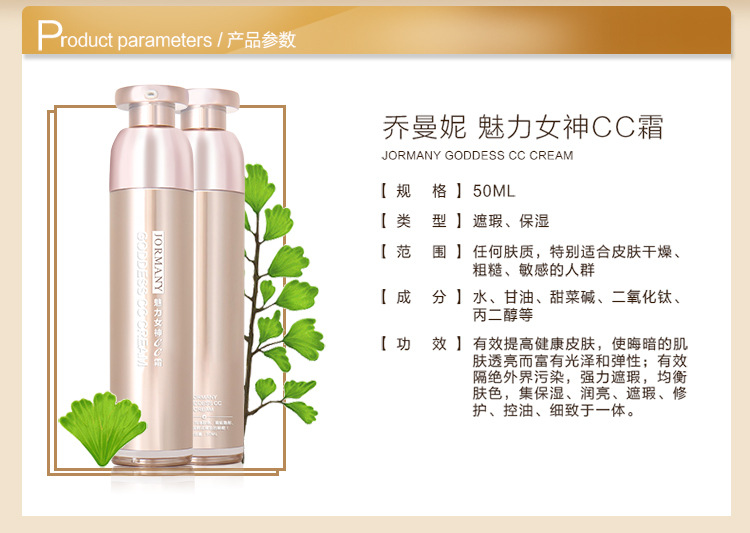 Product parameters / 产品参数
乔曼妮 魅力女神CC霜
JORMANY GODDESS CC CREAM
【 规 格 】 50ML
【 类 型 】 遮瑕、保湿
【 范 围 】 任何肤质，特别适合皮肤干燥、
粗糙、敏感的人群
【 成 分 】 水、甘油、甜菜碱、二氧化钛、
丙二醇等
【 功 效 】 有效提高健康皮肤，使晦暗的肌
肤透亮而富有光泽和弹性；有效
隔绝外界污染，强力遮瑕，均衡
肤色，集保湿、润亮、遮瑕、修
护、控油、细致于一体。
JORMANY 魅力女神CC霜
GODDESS CC CREAM
JORMANY
GODDESS CC
CREAM